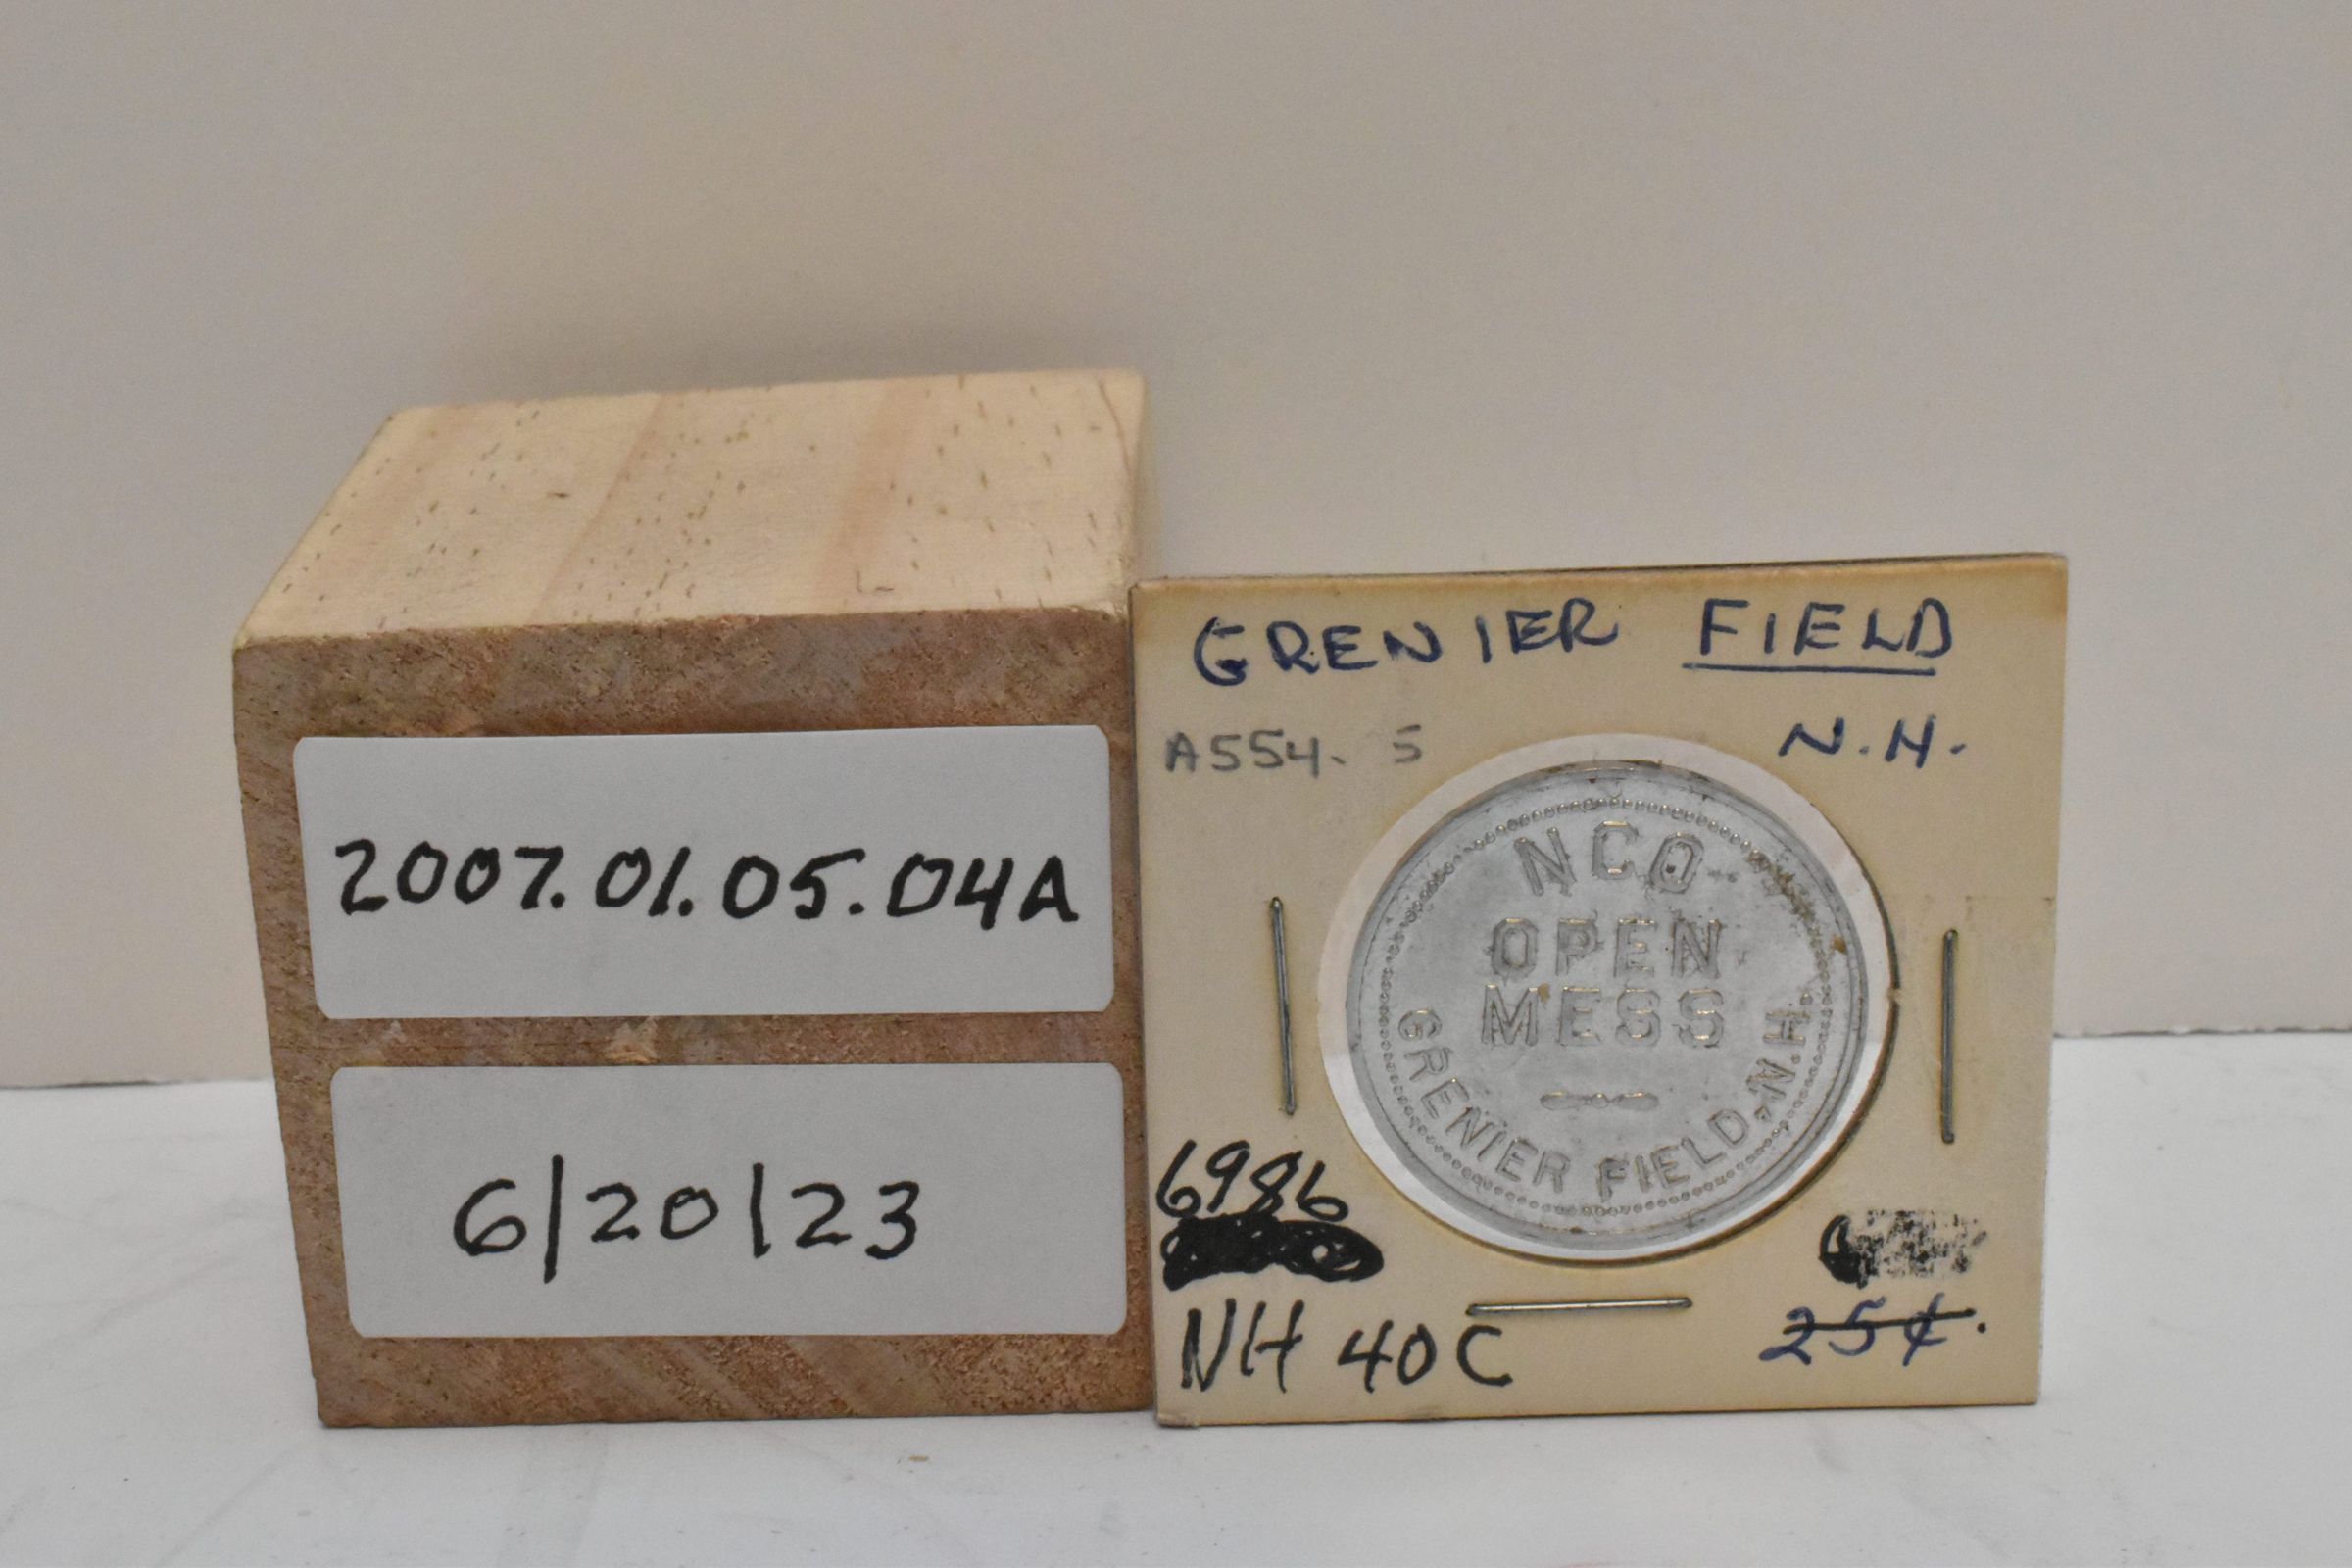 2007.01.05.04A
6/20/23
GRENIER FIELD
A554. 5
N.H.
NCO
OPEN
MESS
GRENIER FIELD, N.H.
6986
NH 40C
25¢.